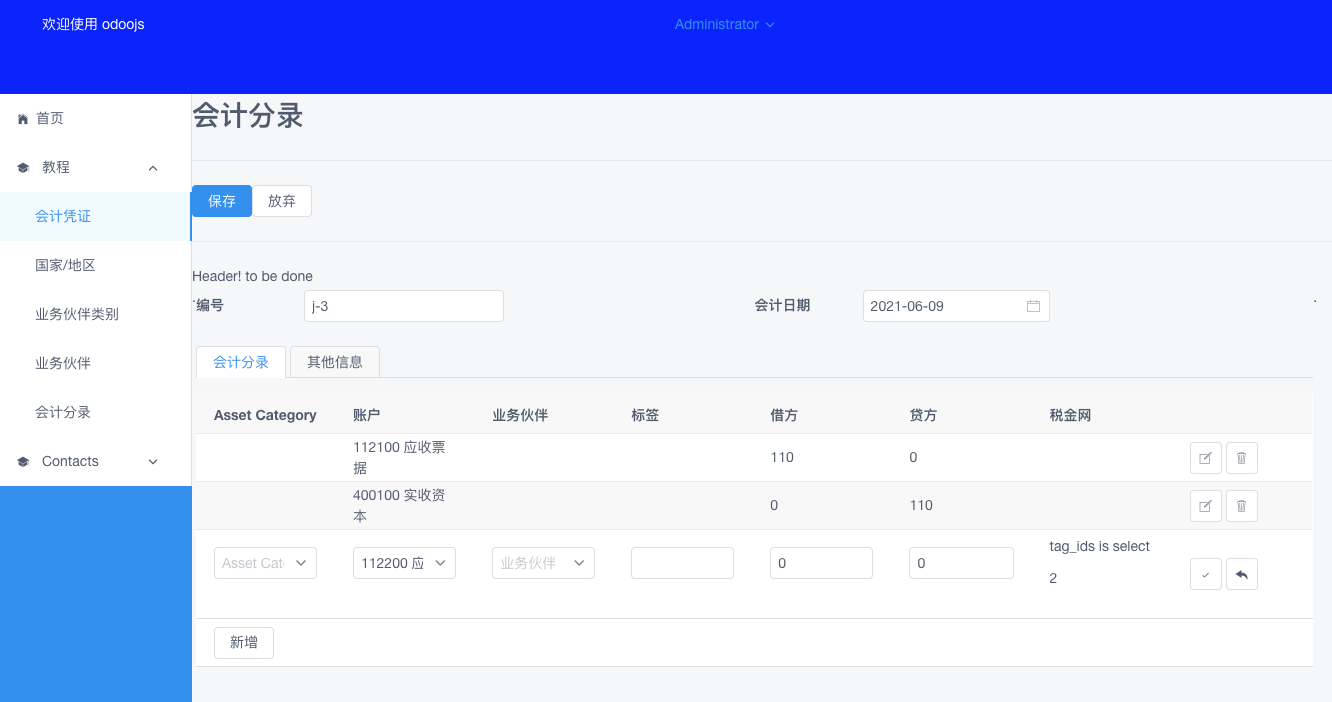 欢迎使用 odoojs
Administrator
首页
教程
会计凭证
国家/地区
业务伙伴类别
业务伙伴
会计分录
Contacts
会计分录
保存 放弃
Header! to be done
编号 j-3 会计日期 2021-06-09
会计分录 其他信息
Asset Category 账户 业务伙伴 标签 借方 贷方 税金网
112100 应收票
据 110 0
400100 实收资
本 0 110
Asset Cat 112200 应 业务伙伴 0 0 tag_ids is select
2
新增